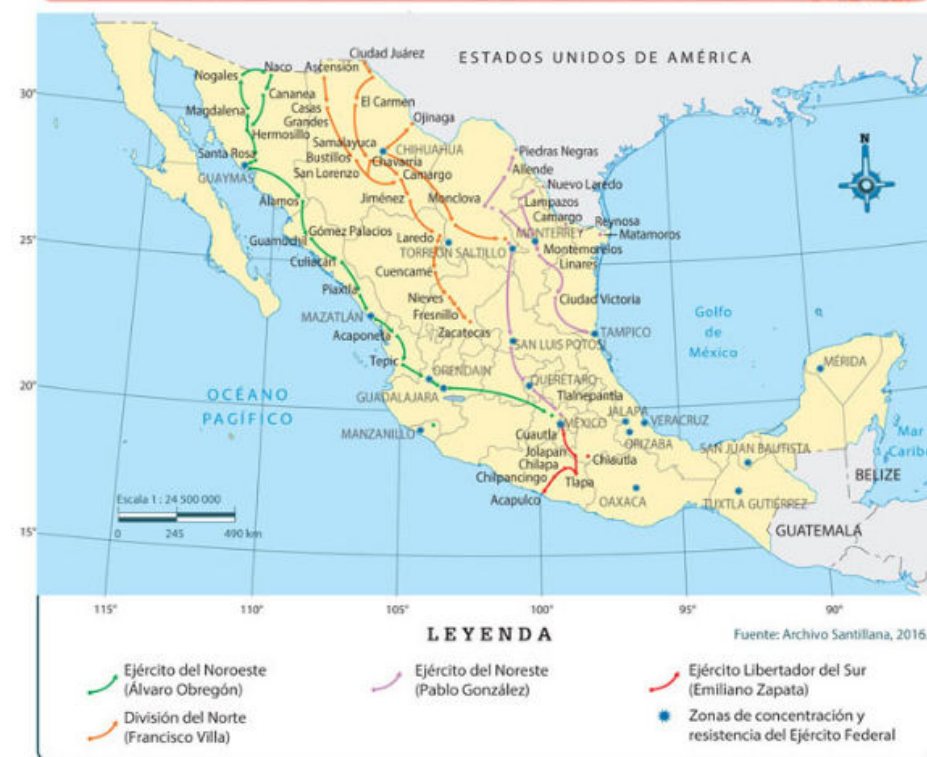 ESTADOS UNIDOS DE AMÉRICA
Ciudad Juárez
Nogales
Naco
Ascensión
Cananea
Magdalena
Casas
Grandes
El Carmen
Ojinaga
Hermosillo
Samalayuca
CHIHUAHUA
Piedras Negras
Santa Rosa
Bustillos
Chavarría
Allende
GUAYMAS
San Lorenzo
Camargo
Nuevo Laredo
Álamos
Jiménez
Monclova
Lampazos
Camargo
Reynosa
Gómez Palacios
Laredo
MONTERREY
Matamoros
Guamúchil
TORREÓN
SALTILLO
Montemorelos
Culiacán
Cuencamé
Linares
Piaxtla
Nieves
Ciudad Victoria
MAZATLÁN
Fresnillo
Acaponeta
Zacatecas
TAMPICO
SAN LUIS POTOSÍ
Tepic
ORENDAIN
QUERÉTARO
GUADALAJARA
Tlalnepantla
MÉRIDA
JALAPA
VERACRUZ
MANZANILLO
MÉXICO
Cuautla
ORIZABA
SAN JUAN BAUTISTA
Jolapan
Chilapa
Chiautla
Chilpancingo
Tlapa
Acapulco
OAXACA
TUXTLA GUTIÉRREZ
BELIZE
GUATEMALA
Golfo
de
México
OCÉANO
PAGÍFICO
Mar
Caribe
N
30°
25°
20°
15°
Escala 1 : 24 500 000
0 245 490 km
115° 110° 105° 100° 95° 90°
LEYENDA
Fuente: Archivo Santillana, 2016.
Ejército del Noroeste
(Álvaro Obregón)
División del Norte
(Francisco Villa)
Ejército del Noreste
(Pablo González)
Ejército Libertador del Sur
(Emiliano Zapata)
Zonas de concentración y
resistencia del Ejército Federal